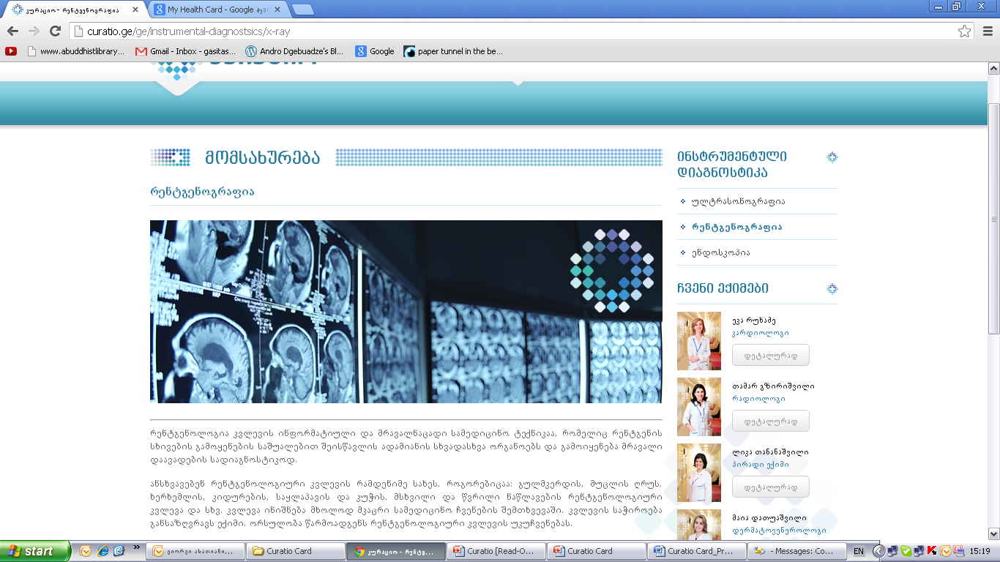 კურაციო - რენტგენოგრაფია
My Health Card - Google
curatio.ge/ge/instrumental-diagnostsics/x-ray
www.abuddhistlibrary...
Gmail - Inbox - gasitas...
Andro Dgebuadze's Bl...
Google
paper tunnel in the be...
მომსახურება
რენტგენოგრაფია
რენტგენოლოგია კვლევის ინფორმატიული და მრავალნაცადი სამედიცინო ტექნიკაა, რომელიც რენტგენის
სხივების გამოყენების საშუალებით შეისწავლის ადამიანის სხვადასხვა ორგანოებს და გამოიყენება მრავალი
დაავადების სადიაგნოსტიკოდ.
ანსხვავებენ რენტგენოლოგიური კვლევის რამდენიმე სახეს, როგორებიცაა: გულმკერდის, მუცლის ღრუს,
ხერხემლის, კიდურების, საყლაპავის და კუჭის, მსხვილი და წვრილი ნაწლავების რენტგენოლოგიური
კვლევა და სხვ. კვლევა ინიშნება მხოლოდ მკაცრი სამედიცინო ჩვენების შემთხვევაში. კვლევის საჭიროება
განსაზღვრავს ექიმი. ორსულობა წარმოადგენს რენტგენოლოგიური კვლევის უკუჩვენებას.
ინსტრუმენტული
დიაგნოსტიკა
ულტრასონოგრაფია
რენტგენოგრაფია
ენდოსკოპია
ჩვენი ექიმები
ეკა რუხაძე
კარდიოლოგი
დეტალურად
თამარ გზირიშვილი
რადიოლოგი
დეტალურად
ლიკა თანანაშვილი
პირადი ექიმი
დეტალურად
მაია დათუაშვილი
დერმატოვენეროლოგი
start
გიორგი ასათიანი...
Curatio Card
კურაციო - რენტგ...
Curatio [Read-O...
Curatio Card
Curatio Card_Pr...
- Messages: Co...
EN
15:19